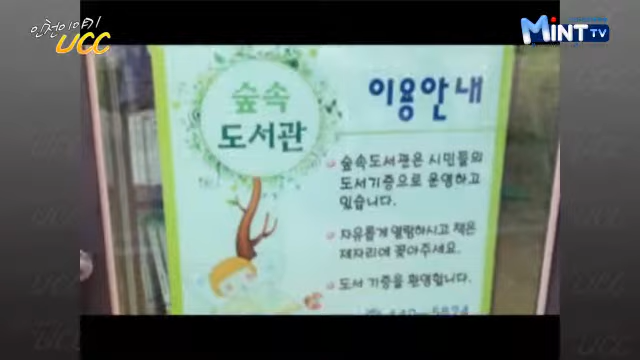 인천이야기
UCC
MINT TV
숲속
도서관
이용안내
숲속도서관은 시민들의
도서기증으로 운영하고
있습니다.
자유롭게 열람하시고 책은
제자리에 꽂아주세요.
도서 기증을 환영합니다.
440-5824